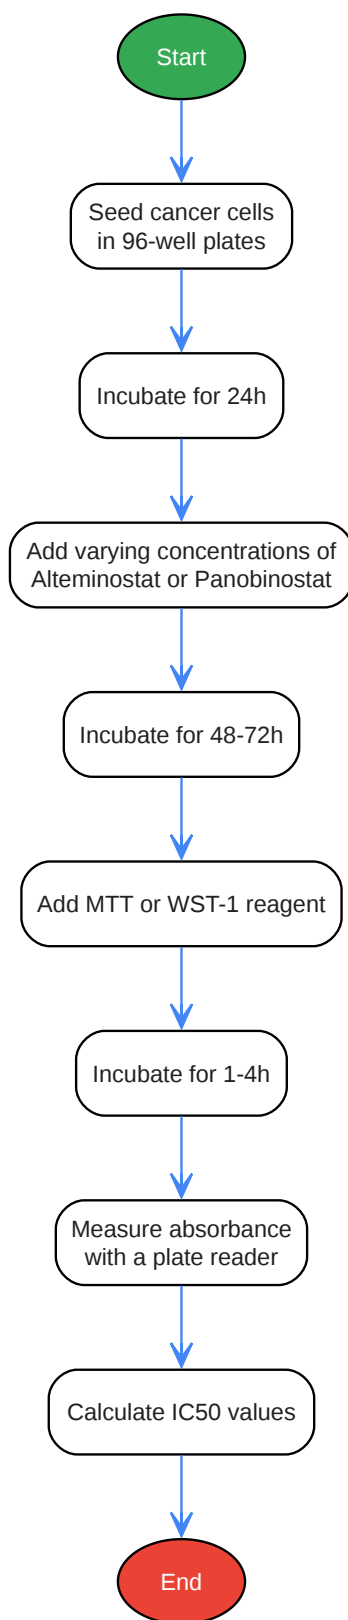 Start
Seed cancer cells
in 96-well plates
Incubate for 24h
Add varying concentrations of
Alteminostat or Panobinostat
Incubate for 48-72h
Add MTT or WST-1 reagent
Incubate for 1-4h
Measure absorbance
with a plate reader
Calculate IC50 values
End